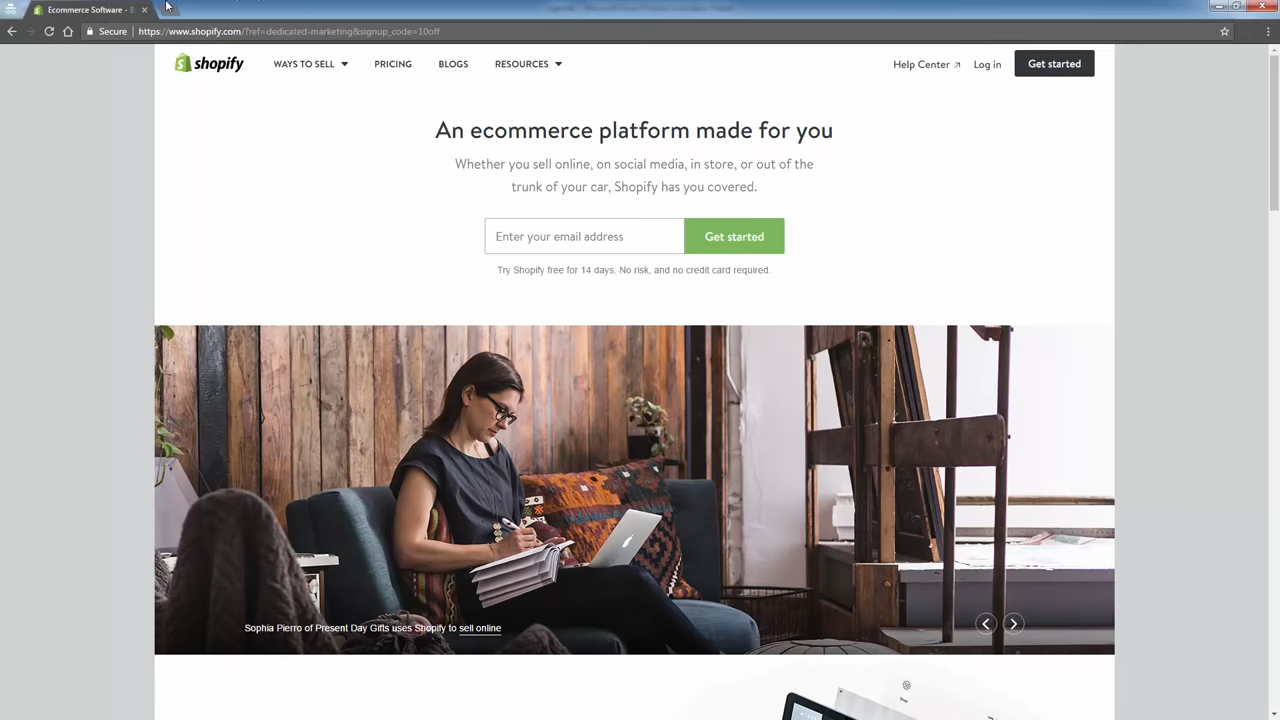 Ecommerce Software - B
Secure https://www.shopify.com/?ref=dedicated-marketing&signup_code=10off
shopify WAYS TO SELL PRICING BLOGS RESOURCES Help Center Log in Get started
An ecommerce platform made for you
Whether you sell online, on social media, in store, or out of the
trunk of your car, Shopify has you covered.
Enter your email address Get started
Try Shopify free for 14 days. No risk, and no credit card required.
Sophia Pierro of Present Day Gifts uses Shopify to sell online